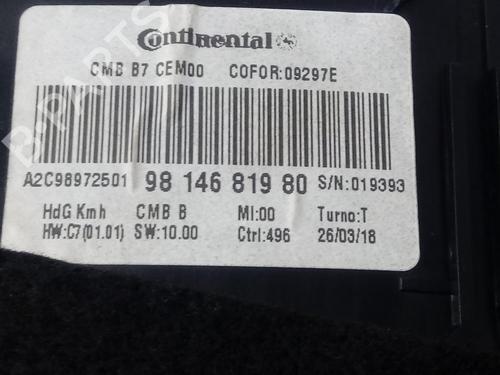 Continental
CMB B7 CEM00 COFOR:09297E
A2C98972501 98 146 819 80 S/N:019393
HdG Kmh CMB B MI:00 Turno:T
HW:C7(01.01) SW:10.00 Ctrl:496 26/03/18
B-PARTS